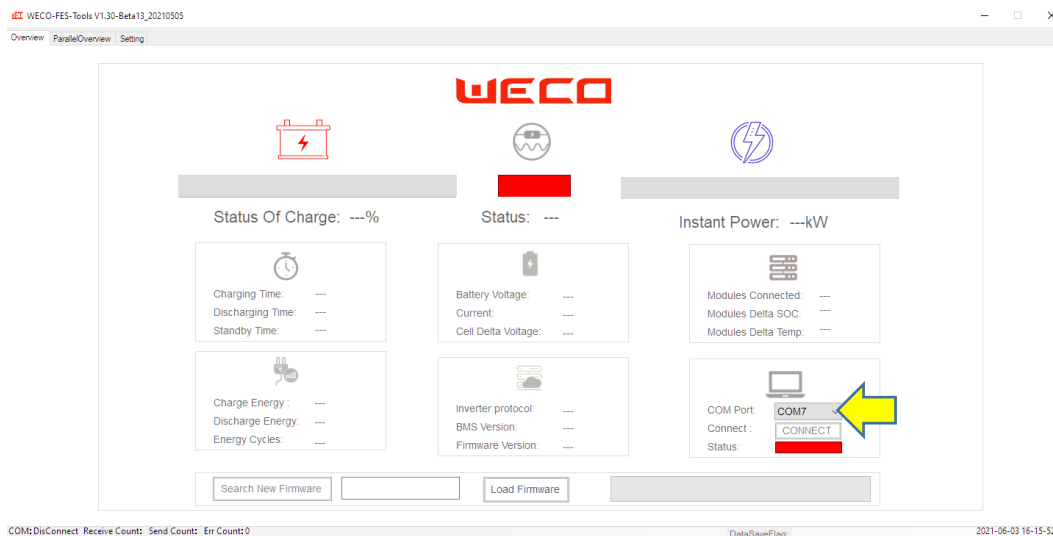 WECO WECO-FES-Tools V1.30-Beta13_20210505
Overview ParallelOverview Setting
WECO
Status Of Charge: ---%
Status: ---
Instant Power: ---kW
Charging Time: ---
Discharging Time: ---
Standby Time: ---
Battery Voltage: ---
Current: ---
Cell Delta Voltage: ---
Modules Connected: ---
Modules Delta SOC: ---
Modules Delta Temp: ---
Charge Energy : ---
Discharge Energy: ---
Energy Cycles: ---
Inverter protocol: ---
BMS Version: ---
Firmware Version: ---
COM Port: COM7
Connect : CONNECT
Status:
Search New Firmware Load Firmware
COM: DisConnect Receive Count: Send Count: Err Count: 0 DataSaveFlag: 2021-06-03 16-15-52